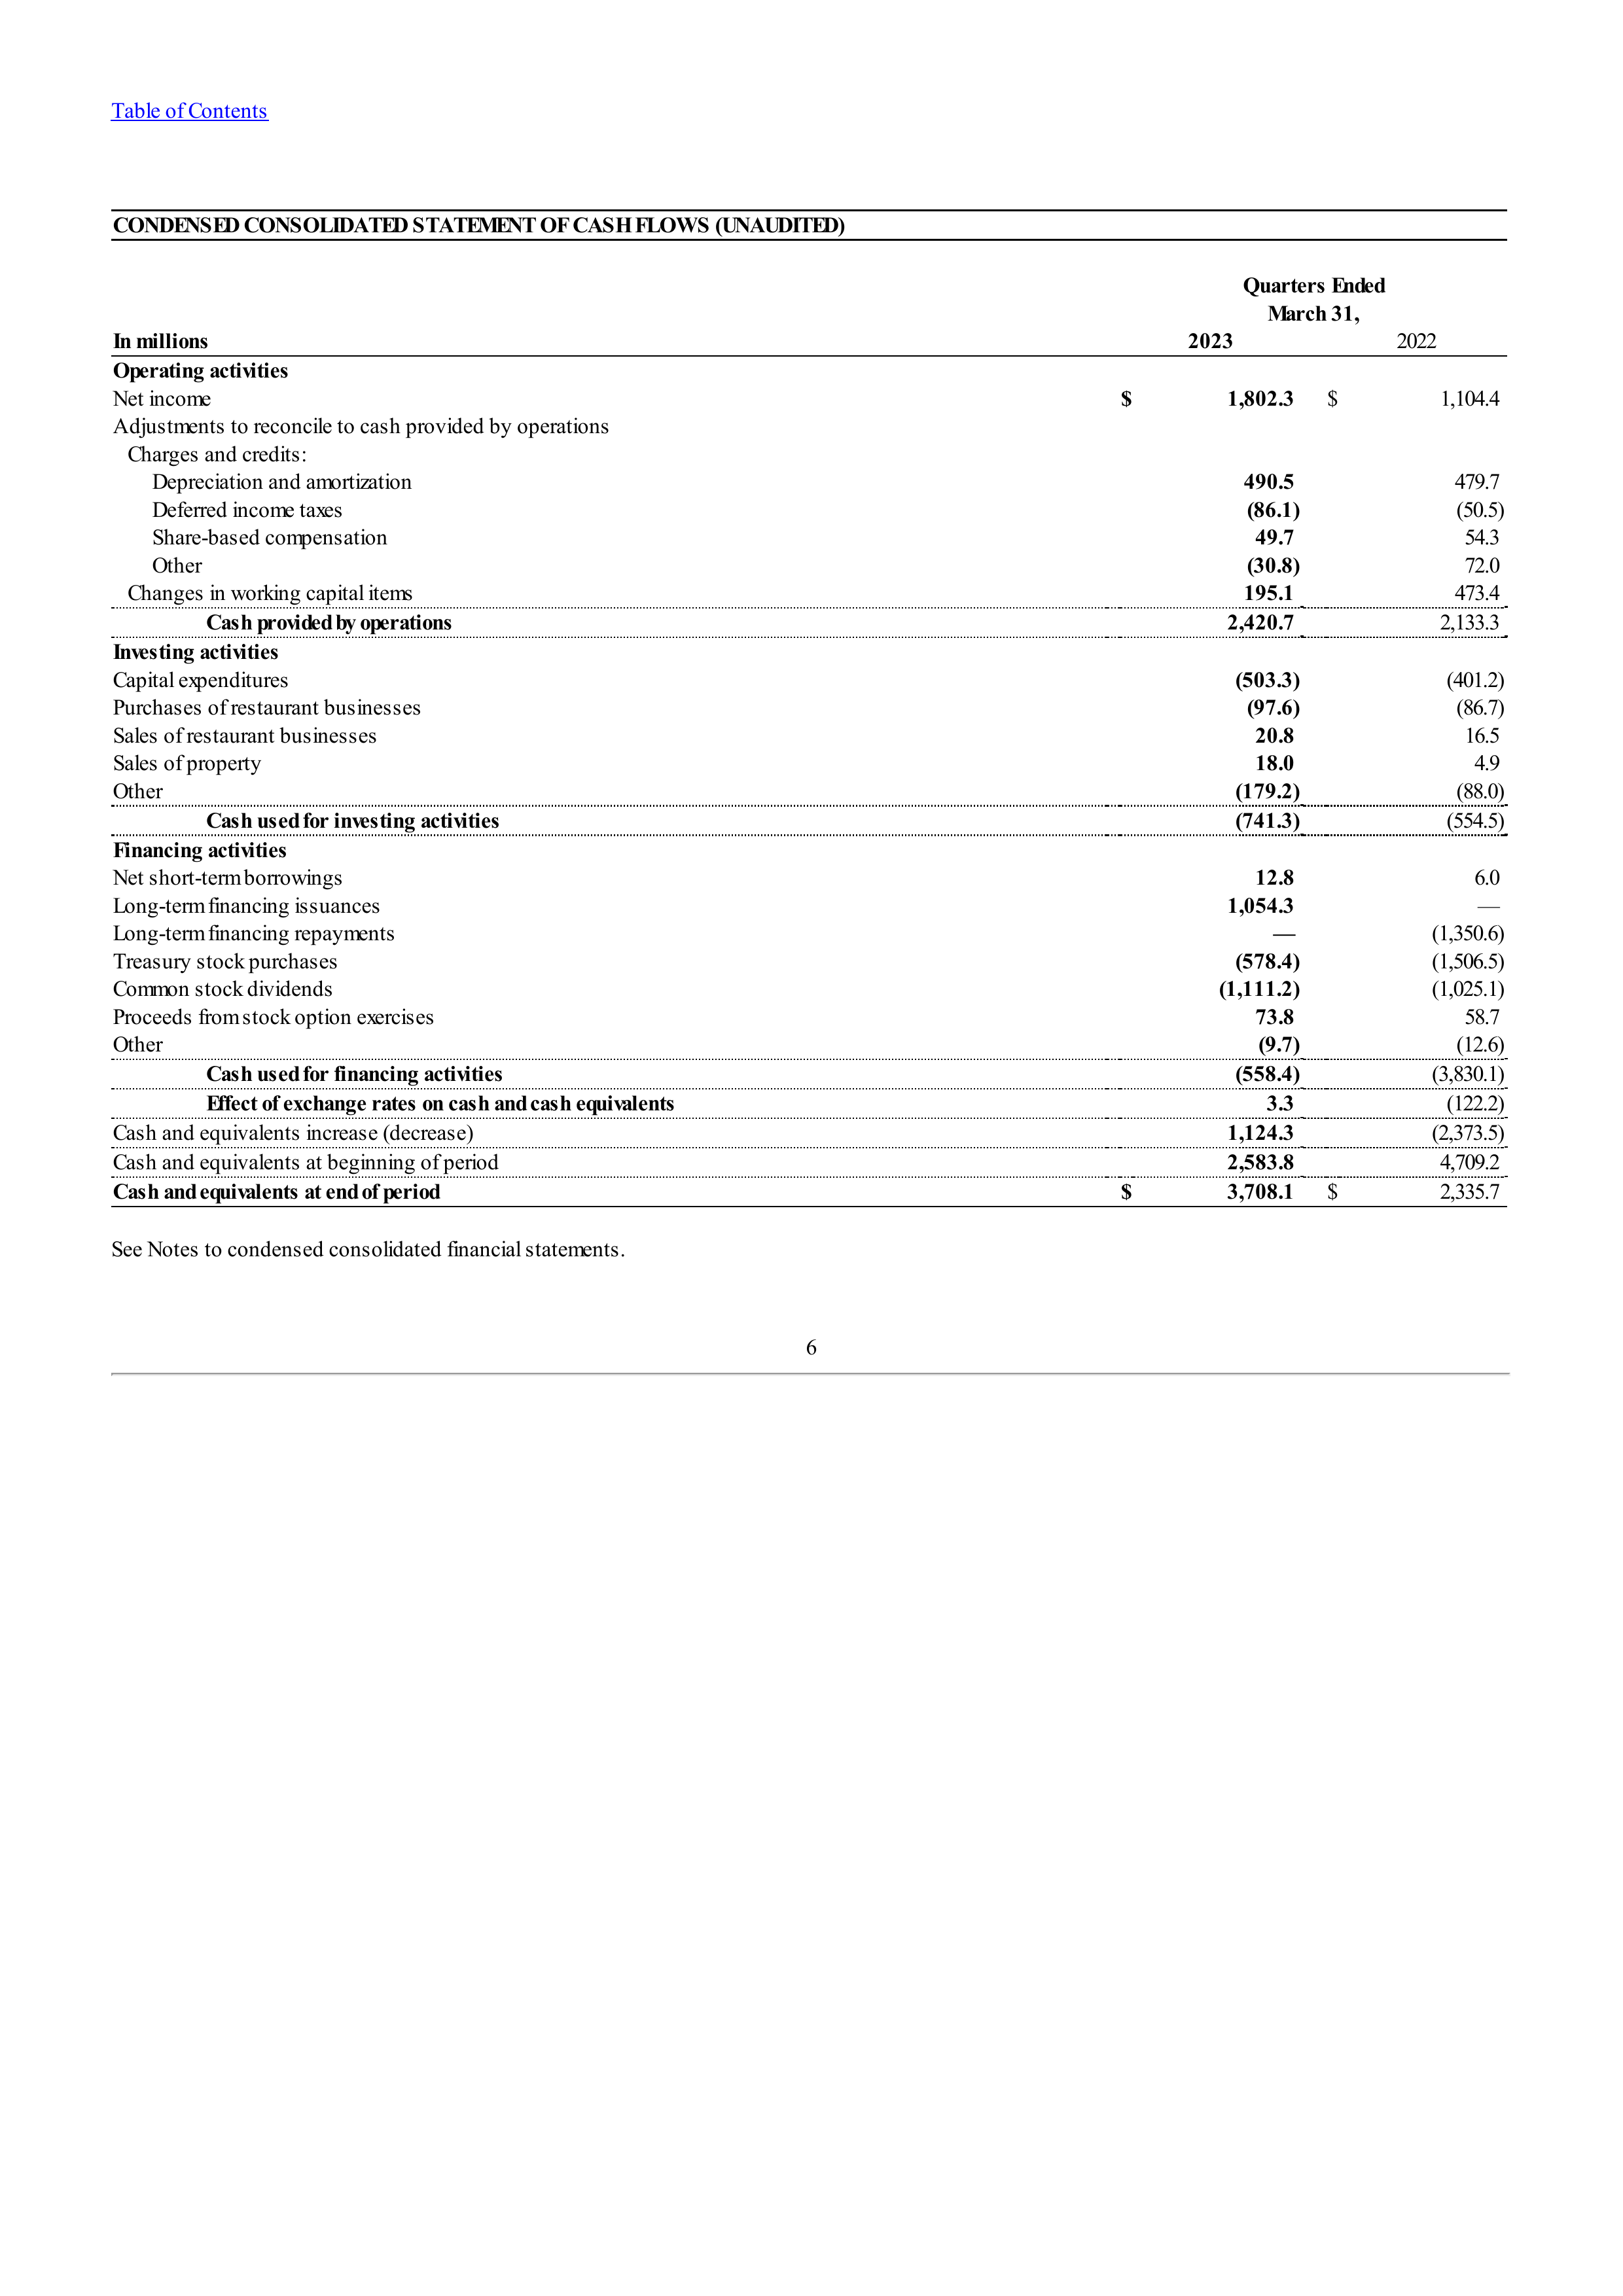 Table of Contents
CONDENSED CONSOLIDATED STATEMENT OF CASH FLOWS (UNAUDITED)
Quarters Ended
March 31,
In millions 2023 2022
Operating activities
Net income $ 1,802.3 $ 1,104.4
Adjustments to reconcile to cash provided by operations
Charges and credits:
Depreciation and amortization 490.5 479.7
Deferred income taxes (86.1) (50.5)
Share-based compensation 49.7 54.3
Other (30.8) 72.0
Changes in working capital items 195.1 473.4
Cash provided by operations 2,420.7 2,133.3
Investing activities
Capital expenditures (503.3) (401.2)
Purchases of restaurant businesses (97.6) (86.7)
Sales of restaurant businesses 20.8 16.5
Sales of property 18.0 4.9
Other (179.2) (88.0)
Cash used for investing activities (741.3) (554.5)
Financing activities
Net short-term borrowings 12.8 6.0
Long-term financing issuances 1,054.3 —
Long-term financing repayments — (1,350.6)
Treasury stock purchases (578.4) (1,506.5)
Common stock dividends (1,111.2) (1,025.1)
Proceeds from stock option exercises 73.8 58.7
Other (9.7) (12.6)
Cash used for financing activities (558.4) (3,830.1)
Effect of exchange rates on cash and cash equivalents 3.3 (122.2)
Cash and equivalents increase (decrease) 1,124.3 (2,373.5)
Cash and equivalents at beginning of period 2,583.8 4,709.2
Cash and equivalents at end of period $ 3,708.1 $ 2,335.7
See Notes to condensed consolidated financial statements.
6